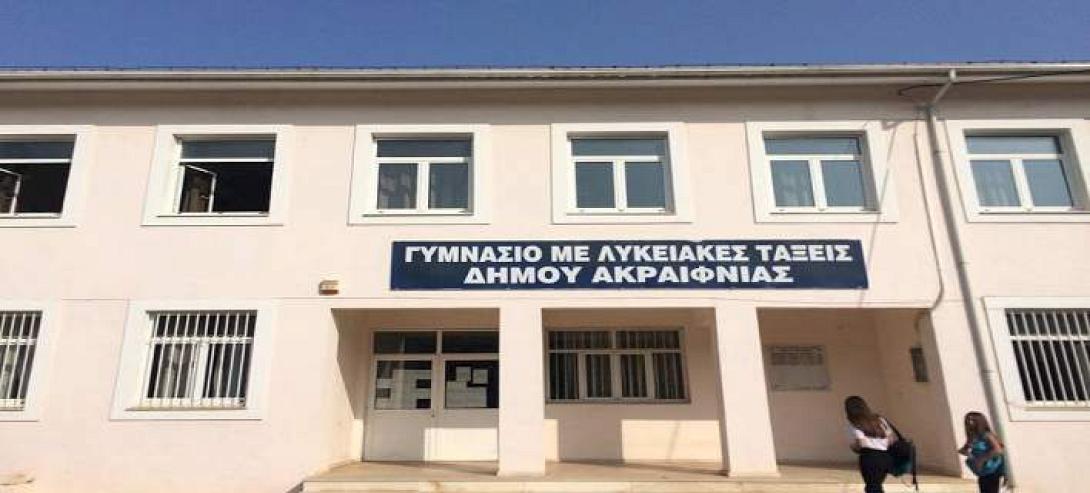 ΓΥΜΝΑΣΙΟ ΜΕ ΛΥΚΕΙΑΚΕΣ ΤΑΞΕΙΣ
ΔΗΜΟΥ ΑΚΡΑΙΦΝΙΑΣ